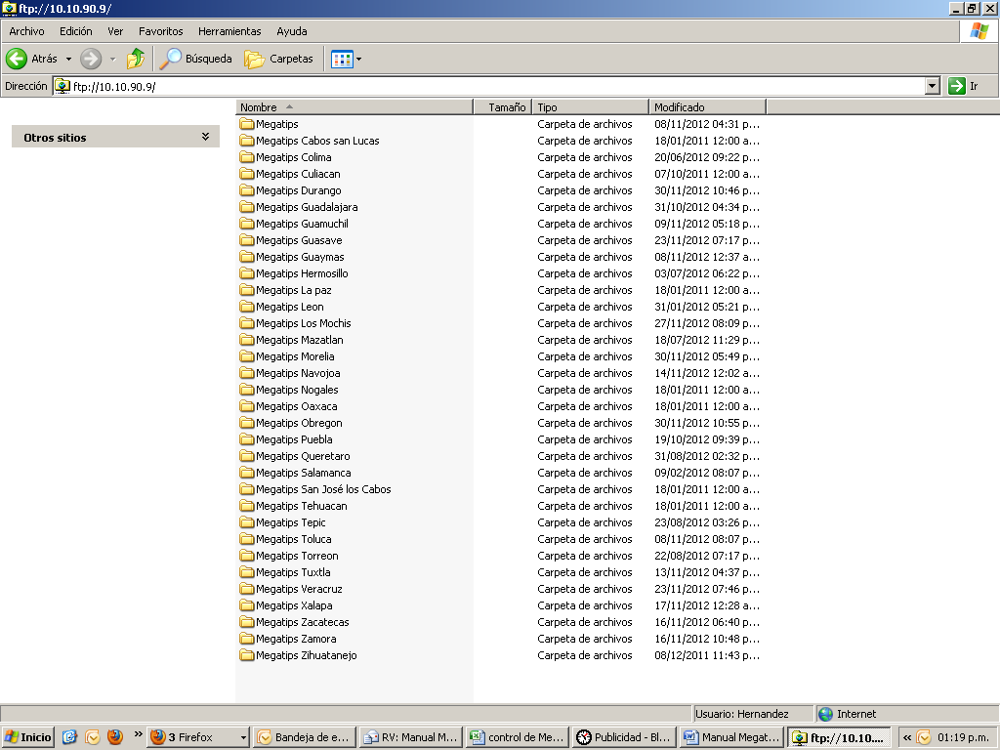 ftp://10.10.90.9/
Archivo Edición Ver Favoritos Herramientas Ayuda
Atrás Búsqueda Carpetas
Dirección ftp://10.10.90.9/ Ir
Otros sitios
Nombre Tamaño Tipo Modificado
Megatips Carpeta de archivos 08/11/2012 04:31 p...
Megatips Cabos san Lucas Carpeta de archivos 18/01/2011 12:00 a...
Megatips Colima Carpeta de archivos 20/06/2012 09:22 p...
Megatips Culiacan Carpeta de archivos 07/10/2011 12:00 a...
Megatips Durango Carpeta de archivos 30/11/2012 10:46 p...
Megatips Guadalajara Carpeta de archivos 31/10/2012 04:34 p...
Megatips Guamuchil Carpeta de archivos 09/11/2012 05:18 p...
Megatips Guasave Carpeta de archivos 23/11/2012 07:17 p...
Megatips Guaymas Carpeta de archivos 08/11/2012 12:37 a...
Megatips Hermosillo Carpeta de archivos 03/07/2012 06:22 p...
Megatips La paz Carpeta de archivos 18/01/2011 12:00 a...
Megatips Leon Carpeta de archivos 31/01/2012 05:21 p...
Megatips Los Mochis Carpeta de archivos 27/11/2012 08:09 p...
Megatips Mazatlan Carpeta de archivos 18/07/2012 11:29 p...
Megatips Morelia Carpeta de archivos 30/11/2012 05:49 p...
Megatips Navojoa Carpeta de archivos 14/11/2012 12:02 a...
Megatips Nogales Carpeta de archivos 18/01/2011 12:00 a...
Megatips Oaxaca Carpeta de archivos 18/01/2011 12:00 a...
Megatips Obregon Carpeta de archivos 30/11/2012 10:55 p...
Megatips Puebla Carpeta de archivos 19/10/2012 09:39 p...
Megatips Queretaro Carpeta de archivos 31/08/2012 02:32 p...
Megatips Salamanca Carpeta de archivos 09/02/2012 08:07 p...
Megatips San José los Cabos Carpeta de archivos 18/01/2011 12:00 a...
Megatips Tehuacan Carpeta de archivos 18/01/2011 12:00 a...
Megatips Tepic Carpeta de archivos 23/08/2012 03:26 p...
Megatips Toluca Carpeta de archivos 08/11/2012 08:07 p...
Megatips Torreon Carpeta de archivos 22/08/2012 07:17 p...
Megatips Tuxtla Carpeta de archivos 13/11/2012 04:37 p...
Megatips Veracruz Carpeta de archivos 23/11/2012 07:46 p...
Megatips Xalapa Carpeta de archivos 17/11/2012 12:28 a...
Megatips Zacatecas Carpeta de archivos 16/11/2012 06:40 p...
Megatips Zamora Carpeta de archivos 16/11/2012 10:48 p...
Megatips Zihuatanejo Carpeta de archivos 08/12/2011 11:43 p...
Usuario: Hernandez Internet
Inicio » 3 Firefox Bandeja de e... RV: Manual M... control de Me... Publicidad - Bl... Manual Megat... ftp://10.10.... « 01:19 p.m.